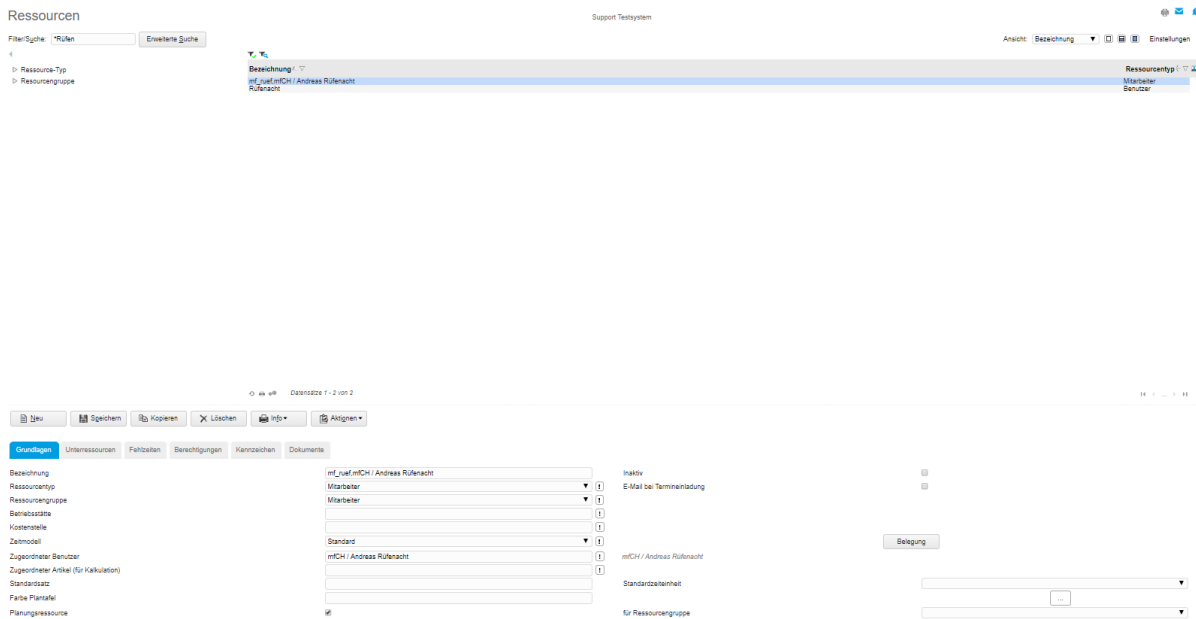 Ressourcen
Support Testsystem
Filter/Suche: *Rüfen Erweiterte Suche
Ansicht: Bezeichnung Einstellungen
Ressource-Typ
Resourcengruppe
Bezeichnung Ressourcentyp
mf_ruef.mfCH / Andreas Rüfenacht Mitarbeiter
Rüfenacht Benutzer
Datensätze 1 - 2 von 2
Neu Speichern Kopieren Löschen Info Aktionen
Grundlagen Unterressourcen Fehlzeiten Berechtigungen Kennzeichen Dokumente
Bezeichnung mf_ruef.mfCH / Andreas Rüfenacht Inaktiv
Ressourcentyp Mitarbeiter ! E-Mail bei Termineinladung
Ressourcengruppe Mitarbeiter !
Betriebsstätte !
Kostenstelle !
Zeitmodell Standard ! Belegung
Zugeordneter Benutzer mfCH / Andreas Rüfenacht ! mfCH / Andreas Rüfenacht
Zugeordneter Artikel (für Kalkulation) !
Standardsatz Standardzeiteinheit
Farbe Plantafel ...
Planungsressource für Ressourcengruppe